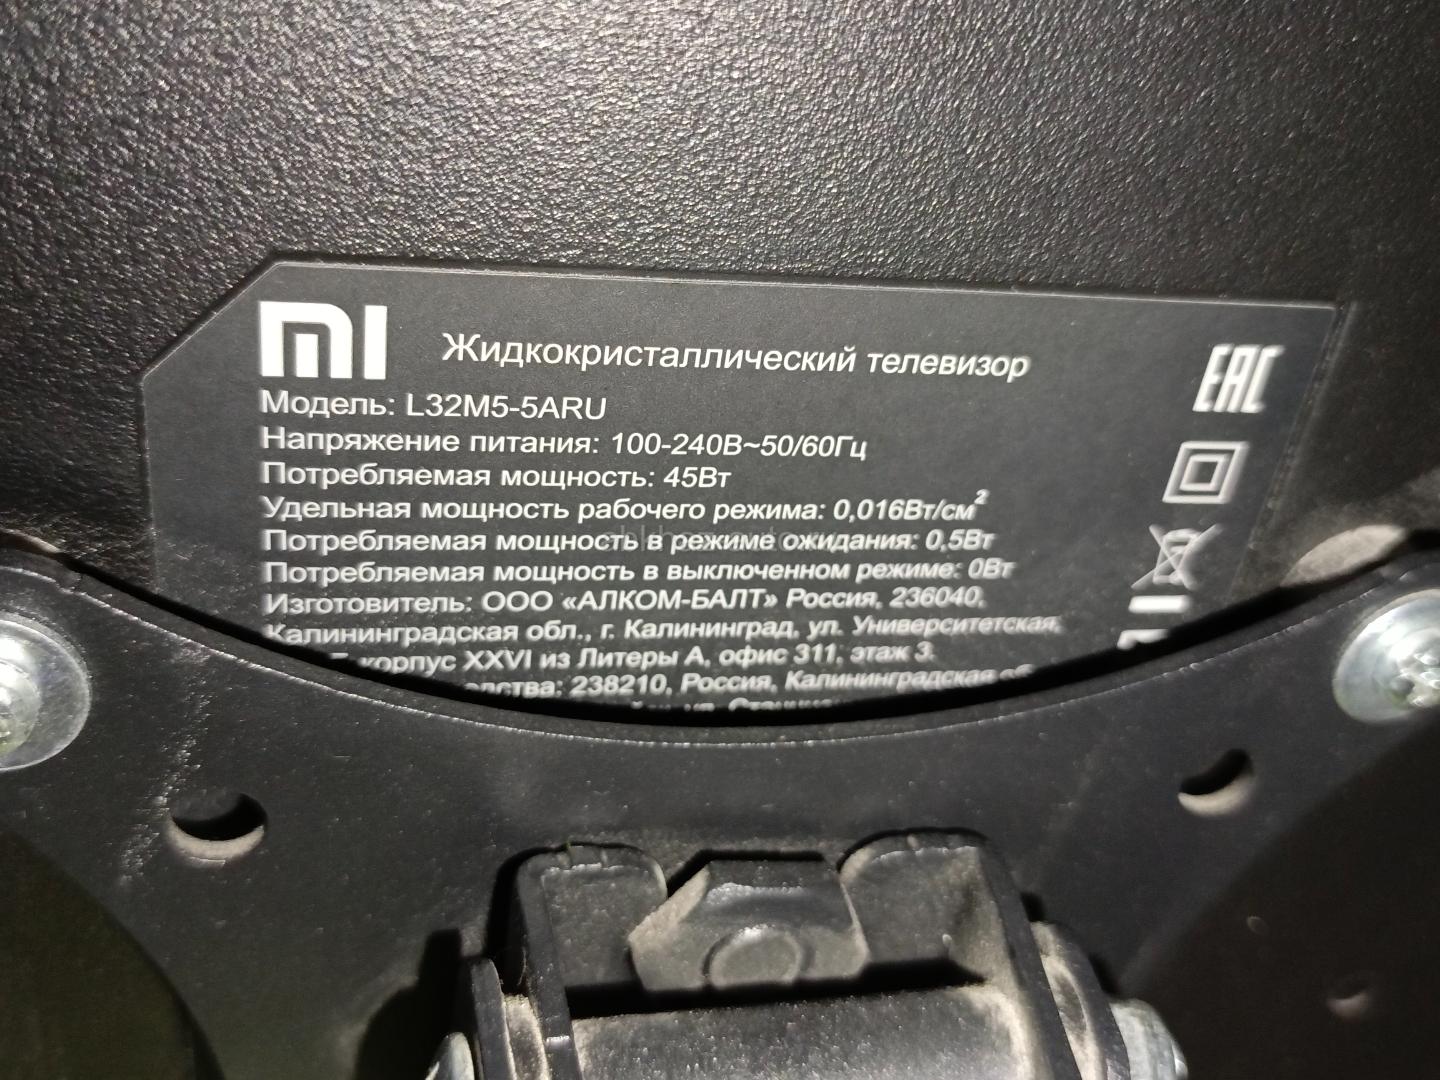 mi
Жидкокристаллический телевизор
EAC
Модель: L32M5-5ARU
Напряжение питания: 100-240В~50/60Гц
Потребляемая мощность: 45Вт
Удельная мощность рабочего режима: 0,016Вт/см²
Потребляемая мощность в режиме ожидания: 0,5Вт
Потребляемая мощность в выключенном режиме: 0Вт
Изготовитель: ООО «АЛКОМ-БАЛТ» Россия, 236040,
Калининградская обл., г. Калининград, ул. Университетская,
корпус XXVI из Литеры А, офис 311, этаж 3.
238210, Россия, Калининградская